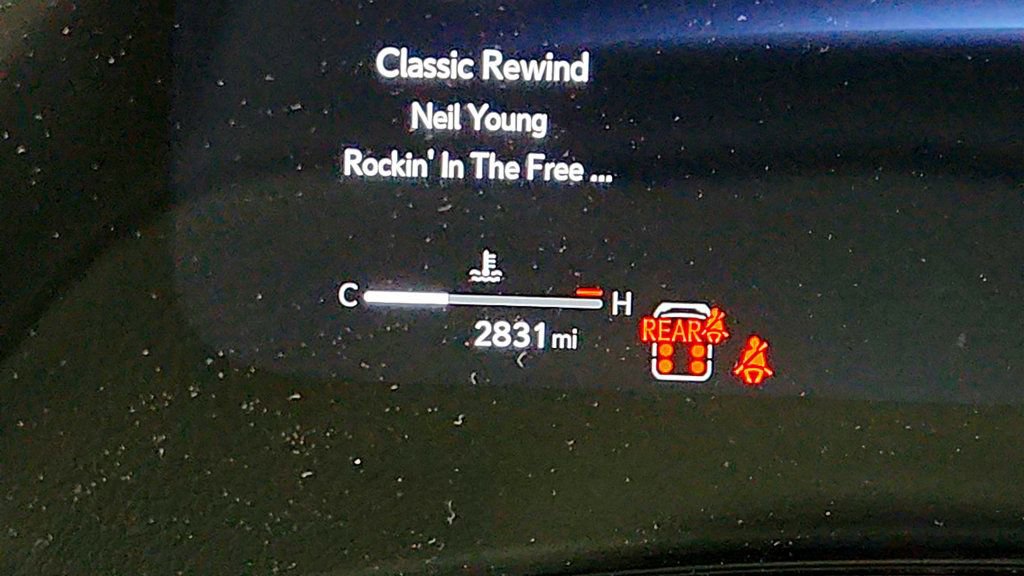 Classic Rewind
Neil Young
Rockin' In The Free ...
C H
2831 mi
REAR